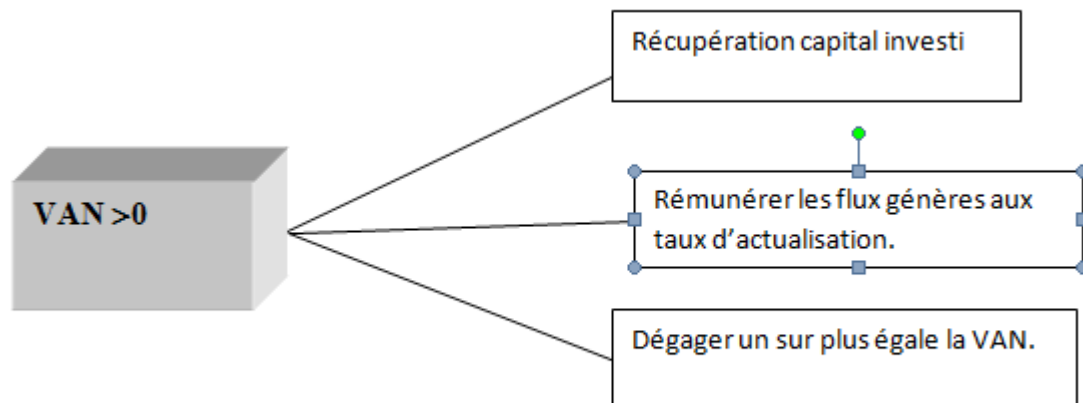 Récupération capital investi
VAN >0
Rémunérer les flux génères aux
taux d'actualisation.
Dégager un sur plus égale la VAN.